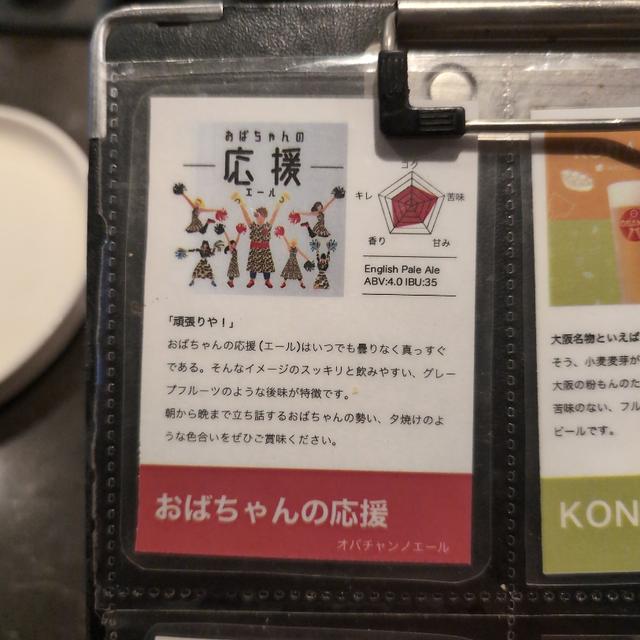 おばちゃんの
応援
エール
コク
キレ
苦味
香り
甘み
English Pale Ale
ABV:4.0 IBU:35
「頑張りや！」
おばちゃんの応援(エール)はいつでも曇りなく真っすぐ
である。そんなイメージのスッキリと飲みやすい、グレー
プフルーツのような後味が特徴です。
朝から晩まで立ち話するおばちゃんの勢い、夕焼けのよ
うな色合いをぜひご賞味ください。
おばちゃんの応援
オバチャンノエール
大阪名物といえば
そう、小麦麦芽が
大阪の粉もんのた
苦味のない、フル
ビールです。
KON